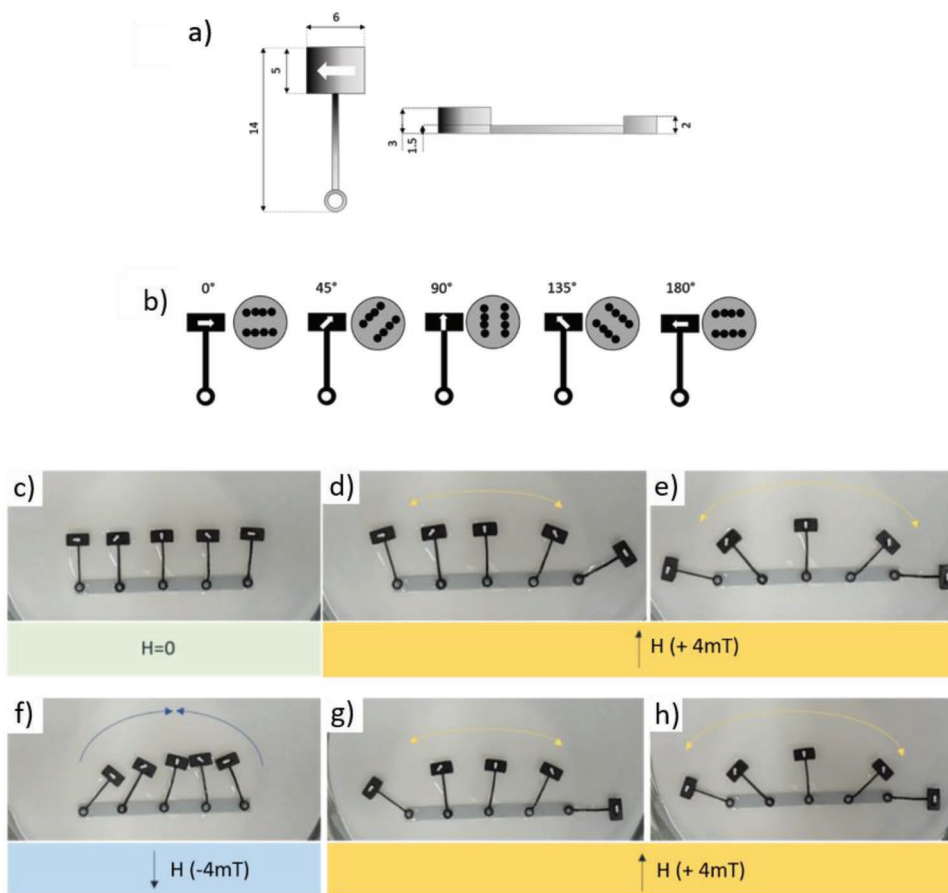 a)
6
5
14
3
1.5
2
b)
0°
45°
90°
135°
180°
c)
d)
e)
H=0
H (+ 4mT)
f)
g)
h)
H (-4mT)
H (+ 4mT)